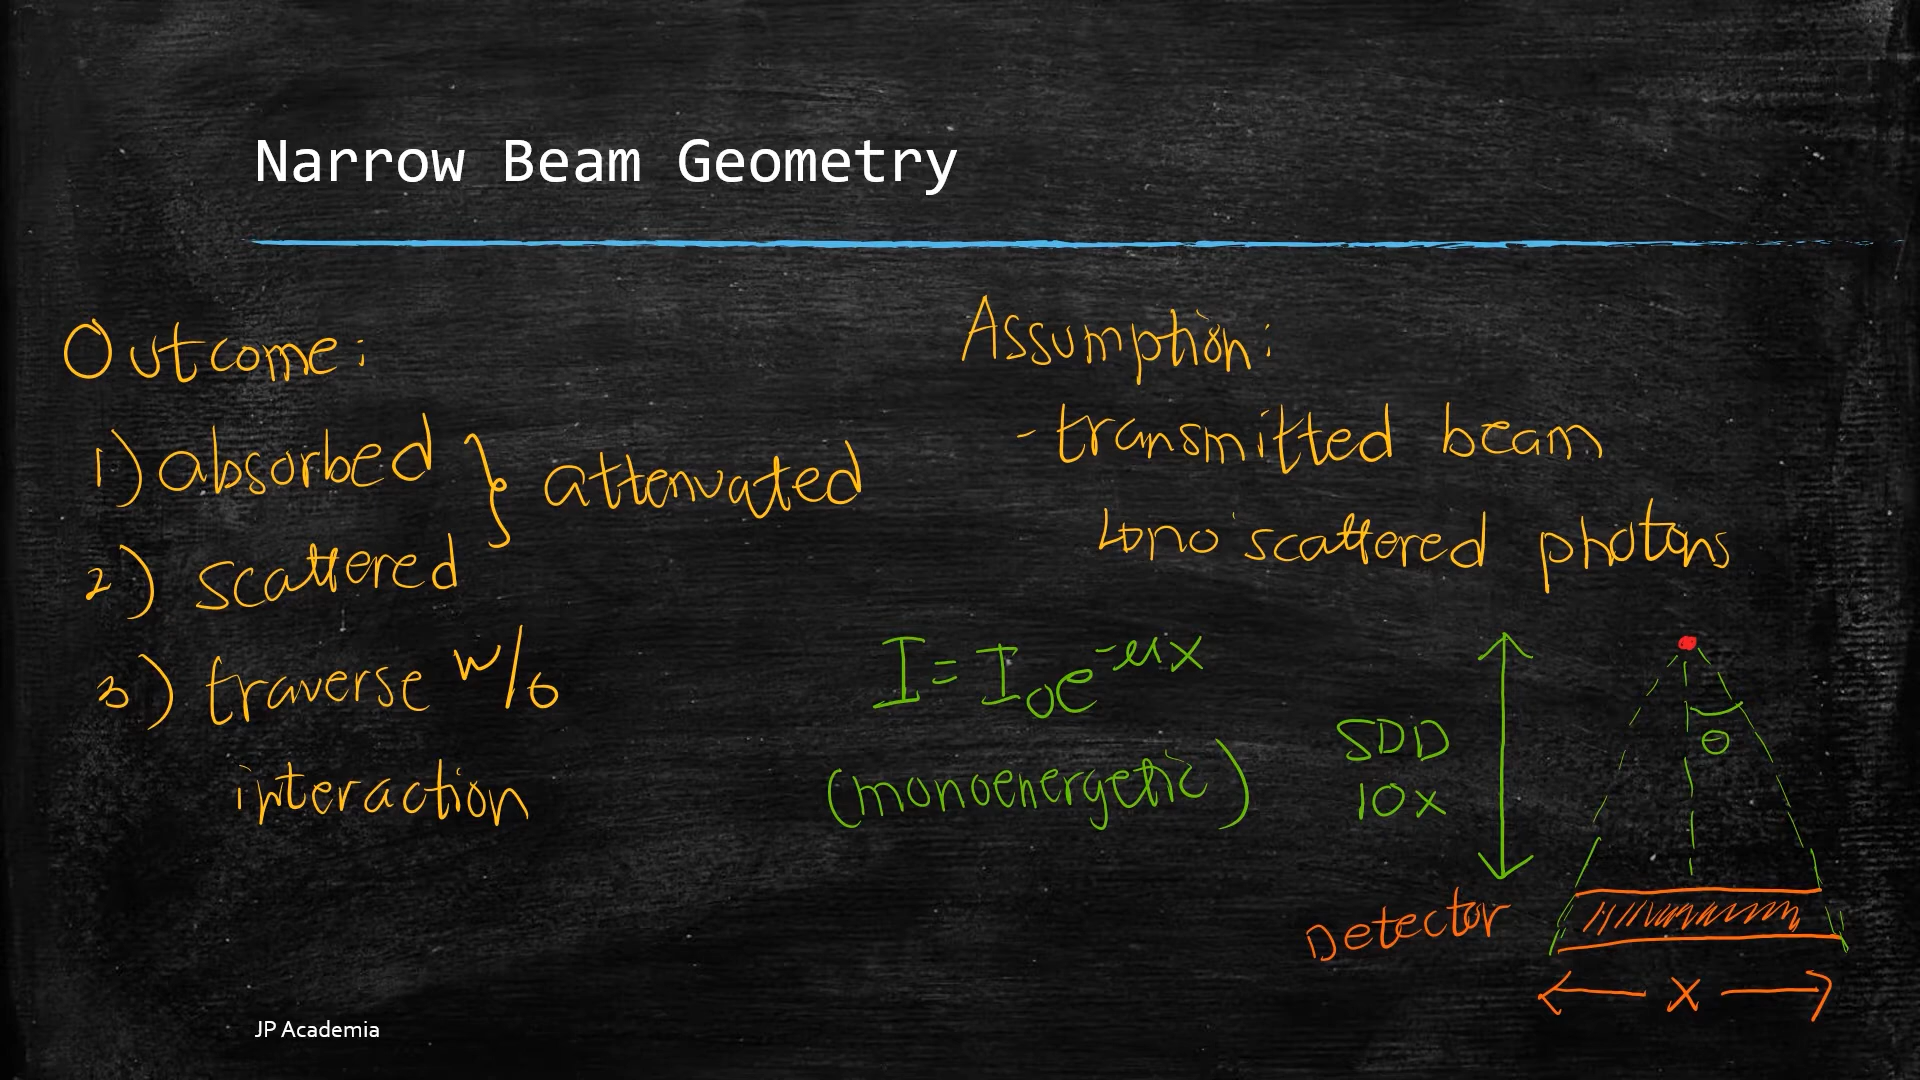 Narrow Beam Geometry
Outcome:
1) absorbed } attenuated
2) scattered
3) traverse w/o
interaction
Assumption:
- transmitted beam
↳ no scattered photons
I = I₀e^-μx
(monoenergetic)
SDD
10x
θ
Detector
x
JP Academia